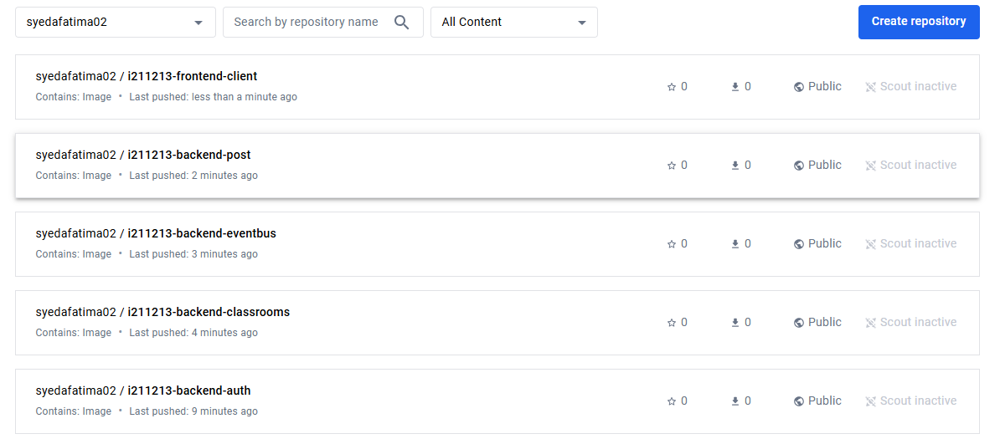 syedafatima02 Search by repository name All Content Create repository
syedafatima02 / i211213-frontend-client
Contains: Image • Last pushed: less than a minute ago
0 0 Public Scout inactive
syedafatima02 / i211213-backend-post
Contains: Image • Last pushed: 2 minutes ago
0 0 Public Scout inactive
syedafatima02 / i211213-backend-eventbus
Contains: Image • Last pushed: 3 minutes ago
0 0 Public Scout inactive
syedafatima02 / i211213-backend-classrooms
Contains: Image • Last pushed: 4 minutes ago
0 0 Public Scout inactive
syedafatima02 / i211213-backend-auth
Contains: Image • Last pushed: 9 minutes ago
0 0 Public Scout inactive